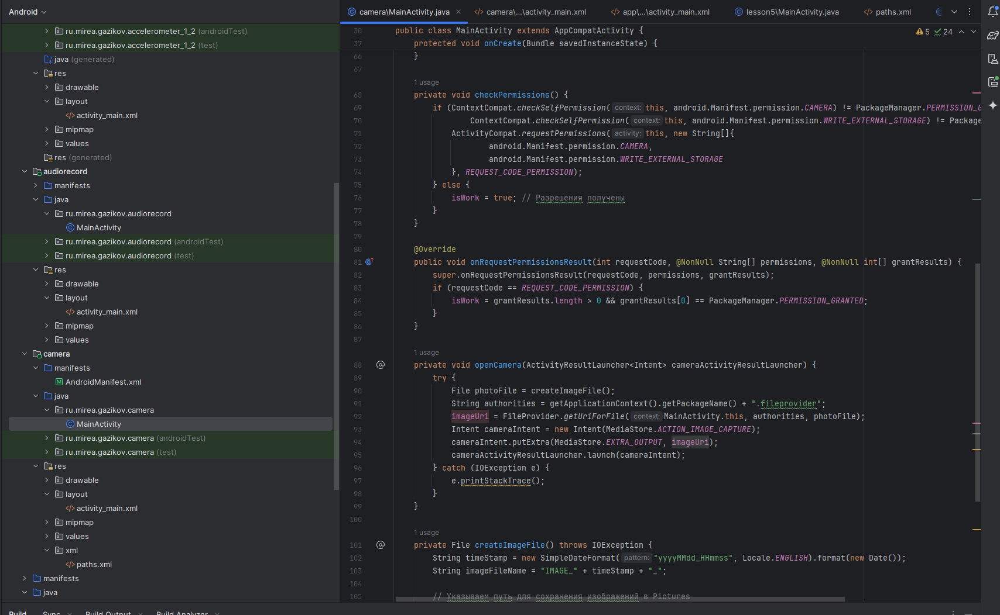 Android
ru.mirea.gazikov.accelerometer_1_2 (androidTest)
ru.mirea.gazikov.accelerometer_1_2 (test)
java (generated)
res
drawable
layout
activity_main.xml
mipmap
values
res (generated)
audiorecord
manifests
java
ru.mirea.gazikov.audiorecord
MainActivity
ru.mirea.gazikov.audiorecord (androidTest)
ru.mirea.gazikov.audiorecord (test)
res
drawable
layout
activity_main.xml
mipmap
values
camera
manifests
AndroidManifest.xml
java
ru.mirea.gazikov.camera
MainActivity
ru.mirea.gazikov.camera (androidTest)
ru.mirea.gazikov.camera (test)
res
drawable
layout
activity_main.xml
mipmap
values
xml
paths.xml
manifests
java
camera\MainActivity.java camera\...\activity_main.xml app\...\activity_main.xml lesson5\MainActivity.java paths.xml
5 24
30 public class MainActivity extends AppCompatActivity {
37 protected void onCreate(Bundle savedInstanceState) {
66 }
67
1 usage
68 private void checkPermissions() {
69 if (ContextCompat.checkSelfPermission( context: this, android.Manifest.permission.CAMERA) != PackageManager.PERMISSION_G
70 ContextCompat.checkSelfPermission( context: this, android.Manifest.permission.WRITE_EXTERNAL_STORAGE) != Package
71 ActivityCompat.requestPermissions( activity: this, new String[]{
72 android.Manifest.permission.CAMERA,
73 android.Manifest.permission.WRITE_EXTERNAL_STORAGE
74 }, REQUEST_CODE_PERMISSION);
75 } else {
76 isWork = true; // Разрешения получены
77 }
78 }
79
80 @Override
81 public void onRequestPermissionsResult(int requestCode, @NonNull String[] permissions, @NonNull int[] grantResults) {
82 super.onRequestPermissionsResult(requestCode, permissions, grantResults);
83 if (requestCode == REQUEST_CODE_PERMISSION) {
84 isWork = grantResults.length > 0 && grantResults[0] == PackageManager.PERMISSION_GRANTED;
85 }
86 }
87
1 usage
88 private void openCamera(ActivityResultLauncher<Intent> cameraActivityResultLauncher) {
89 try {
90 File photoFile = createImageFile();
91 String authorities = getApplicationContext().getPackageName() + ".fileprovider";
92 imageUri = FileProvider.getUriForFile( context: MainActivity.this, authorities, photoFile);
93 Intent cameraIntent = new Intent(MediaStore.ACTION_IMAGE_CAPTURE);
94 cameraIntent.putExtra(MediaStore.EXTRA_OUTPUT, imageUri);
95 cameraActivityResultLauncher.launch(cameraIntent);
96 } catch (IOException e) {
97 e.printStackTrace();
98 }
99 }
100
1 usage
101 private File createImageFile() throws IOException {
102 String timeStamp = new SimpleDateFormat( pattern: "yyyyMMdd_HHmmss", Locale.ENGLISH).format(new Date());
103 String imageFileName = "IMAGE_" + timeStamp + "_";
104
105 // Указываем путь для сохранения изображений в Pictures
Build Sync Build Output Build Analyzer